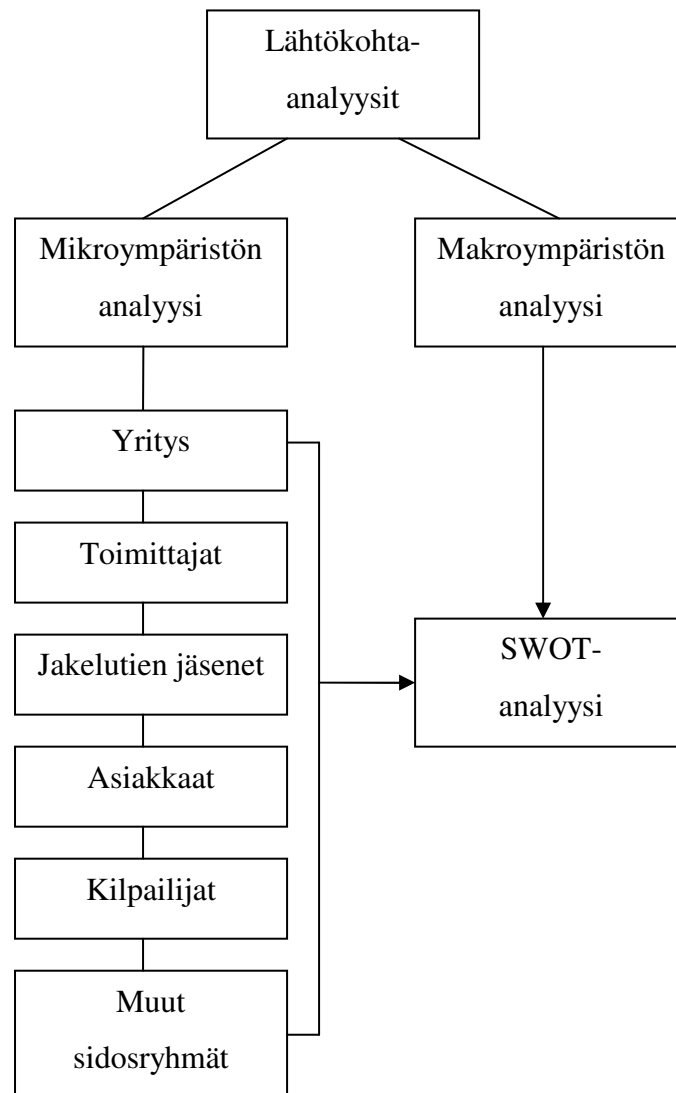 Lähtökohta-
analyysit
Mikroympäristön
analyysi
Makroympäristön
analyysi
Yritys
Toimittajat
Jakelutien jäsenet
Asiakkaat
Kilpailijat
Muut
sidosryhmät
SWOT-
analyysi